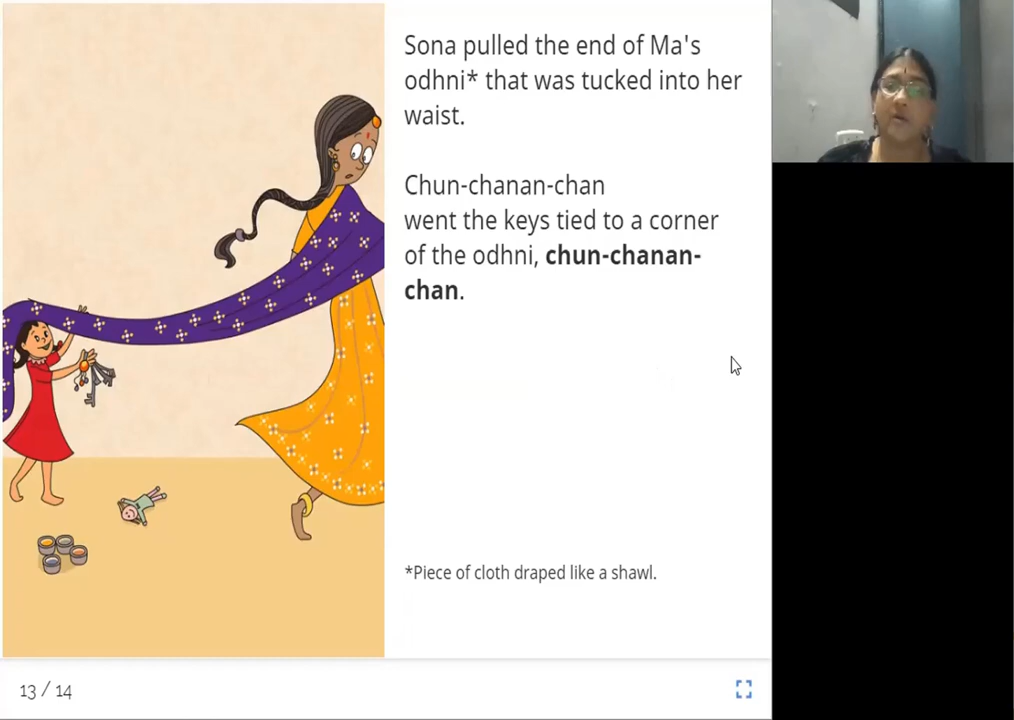 Sona pulled the end of Ma's
odhni* that was tucked into her
waist.
Chun-chanan-chan
went the keys tied to a corner
of the odhni, chun-chanan-
chan.
*Piece of cloth draped like a shawl.
13 / 14